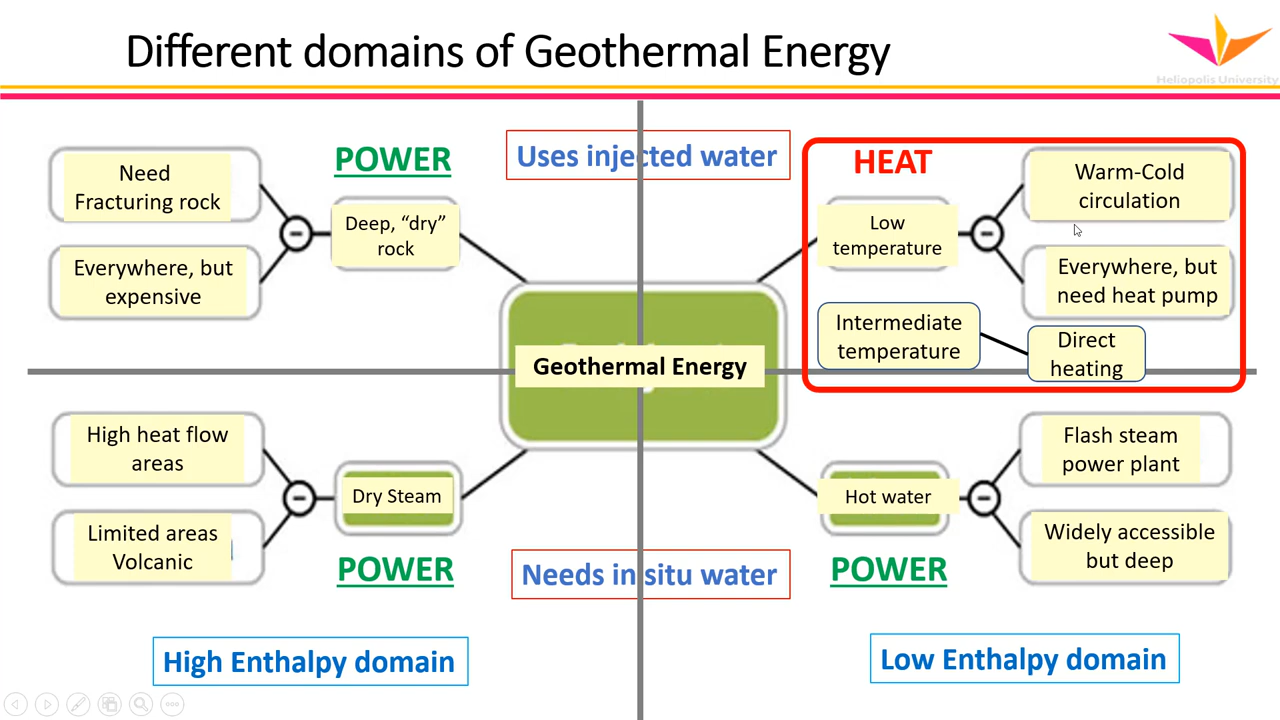 Different domains of Geothermal Energy
Heliopolis University
Uses injected water
POWER
Need
Fracturing rock
Everywhere, but
expensive
Deep, “dry”
rock
HEAT
Low
temperature
Warm-Cold
circulation
Everywhere, but
need heat pump
Intermediate
temperature
Direct
heating
Geothermal Energy
High heat flow
areas
Limited areas
Volcanic
Dry Steam
POWER
Hot water
Flash steam
power plant
Widely accessible
but deep
POWER
Needs in situ water
High Enthalpy domain
Low Enthalpy domain